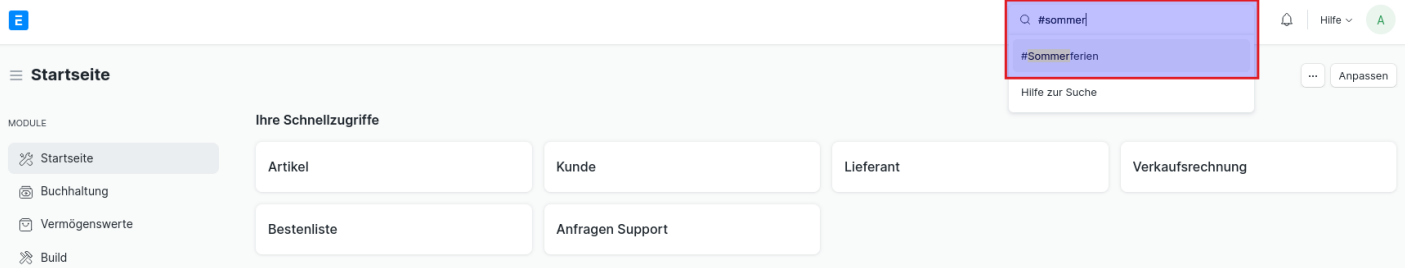 E
#sommer
Hilfe
A
#Sommerferien
Startseite
...
Anpassen
Hilfe zur Suche
MODULE
Ihre Schnellzugriffe
Startseite
Artikel
Kunde
Lieferant
Verkaufsrechnung
Buchhaltung
Vermögenswerte
Bestenliste
Anfragen Support
Build